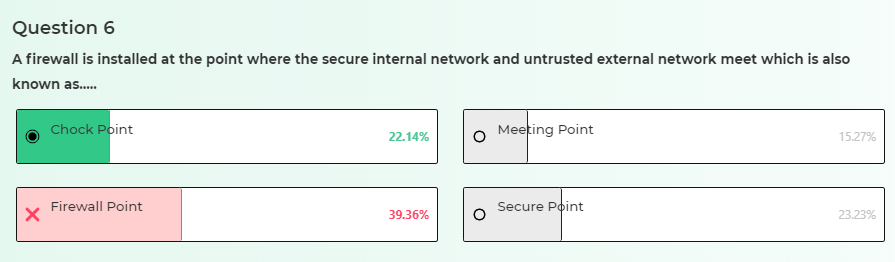 Question 6
A firewall is installed at the point where the secure internal network and untrusted external network meet which is also
known as.....
Chock Point
22.14%
Meeting Point
15.27%
Firewall Point
39.36%
Secure Point
23.23%